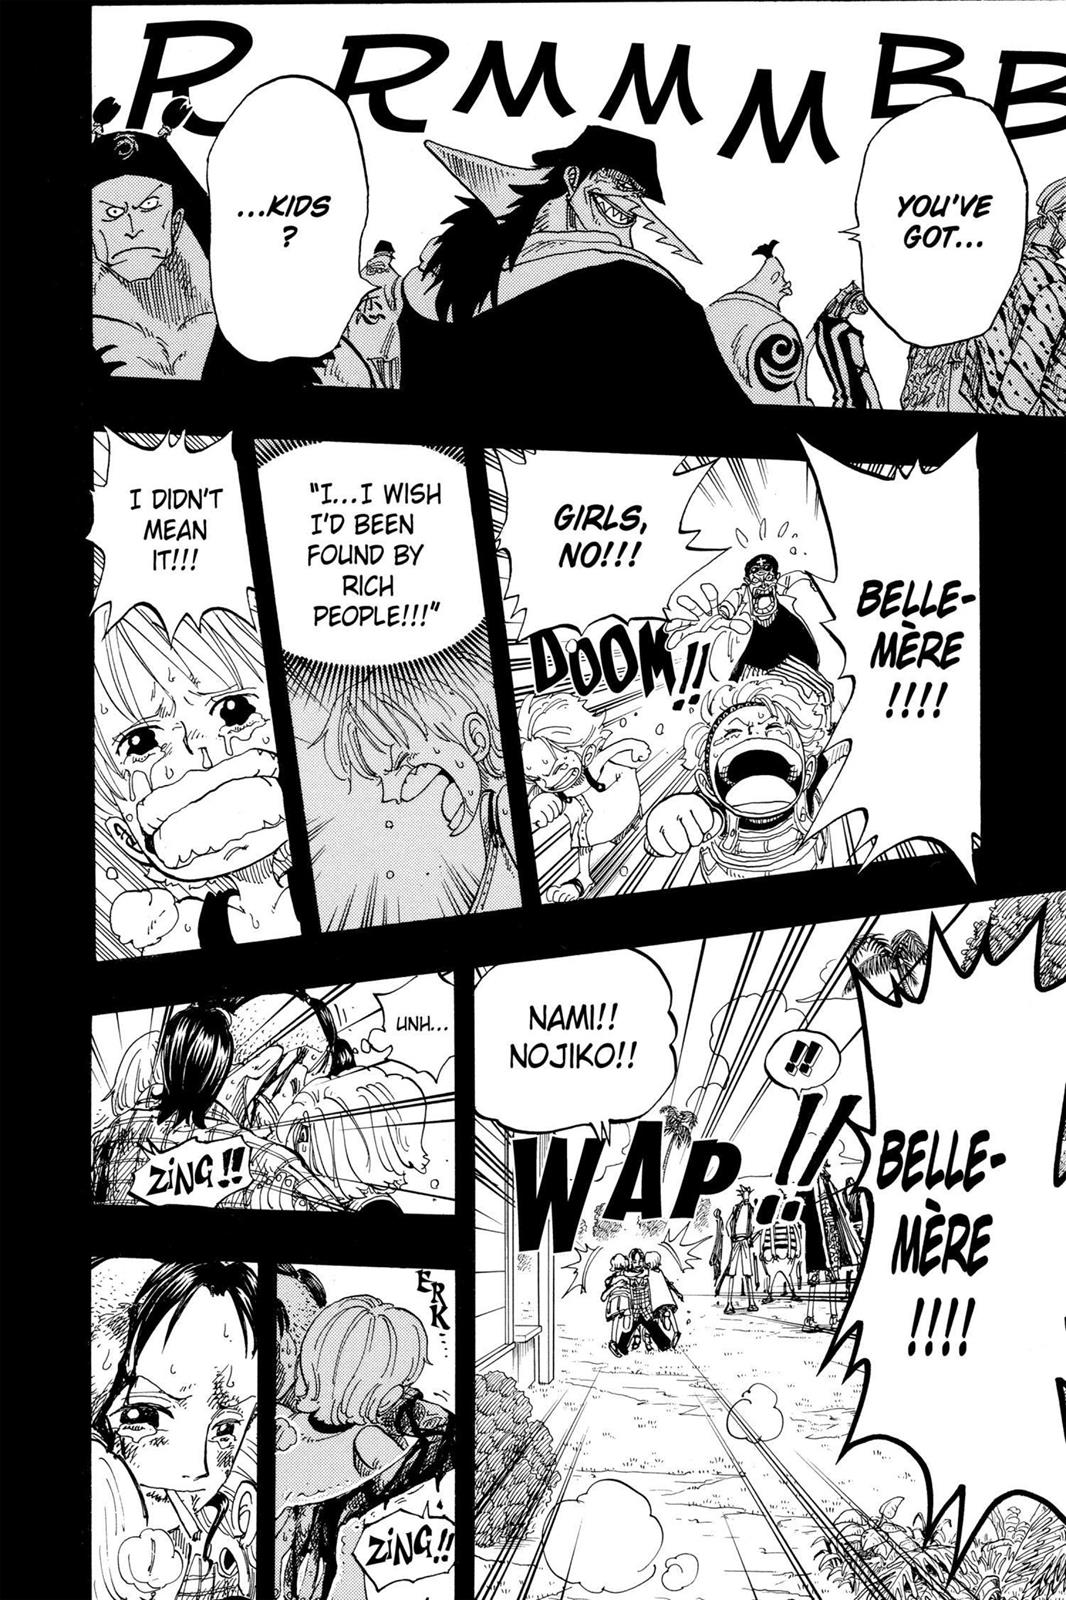 RRMMMBB
YOU'VE
GOT...
...KIDS
?
BELLE-
MÈRE
!!!!
GIRLS,
NO!!!
DOOM!!
"I...I WISH
I'D BEEN
FOUND BY
RICH
PEOPLE!!!"
I DIDN'T
MEAN
IT!!!
BELLE-
MÈRE
!!!!
!!
NAMI!!
NOJIKO!!
WAP!!
UNH...
ZING!!
ERK
ZING!!